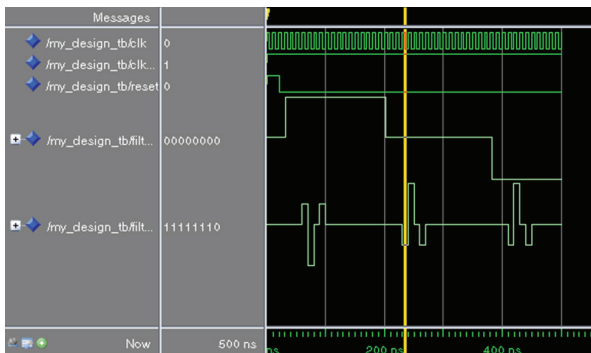 Messages
/my_design_tb/clk 0
/my_design_tb/clk... 1
/my_design_tb/reset 0
/my_design_tb/filt... 00000000
/my_design_tb/filt... 11111110
Now 500 ns
ns 200 ns 400 ns